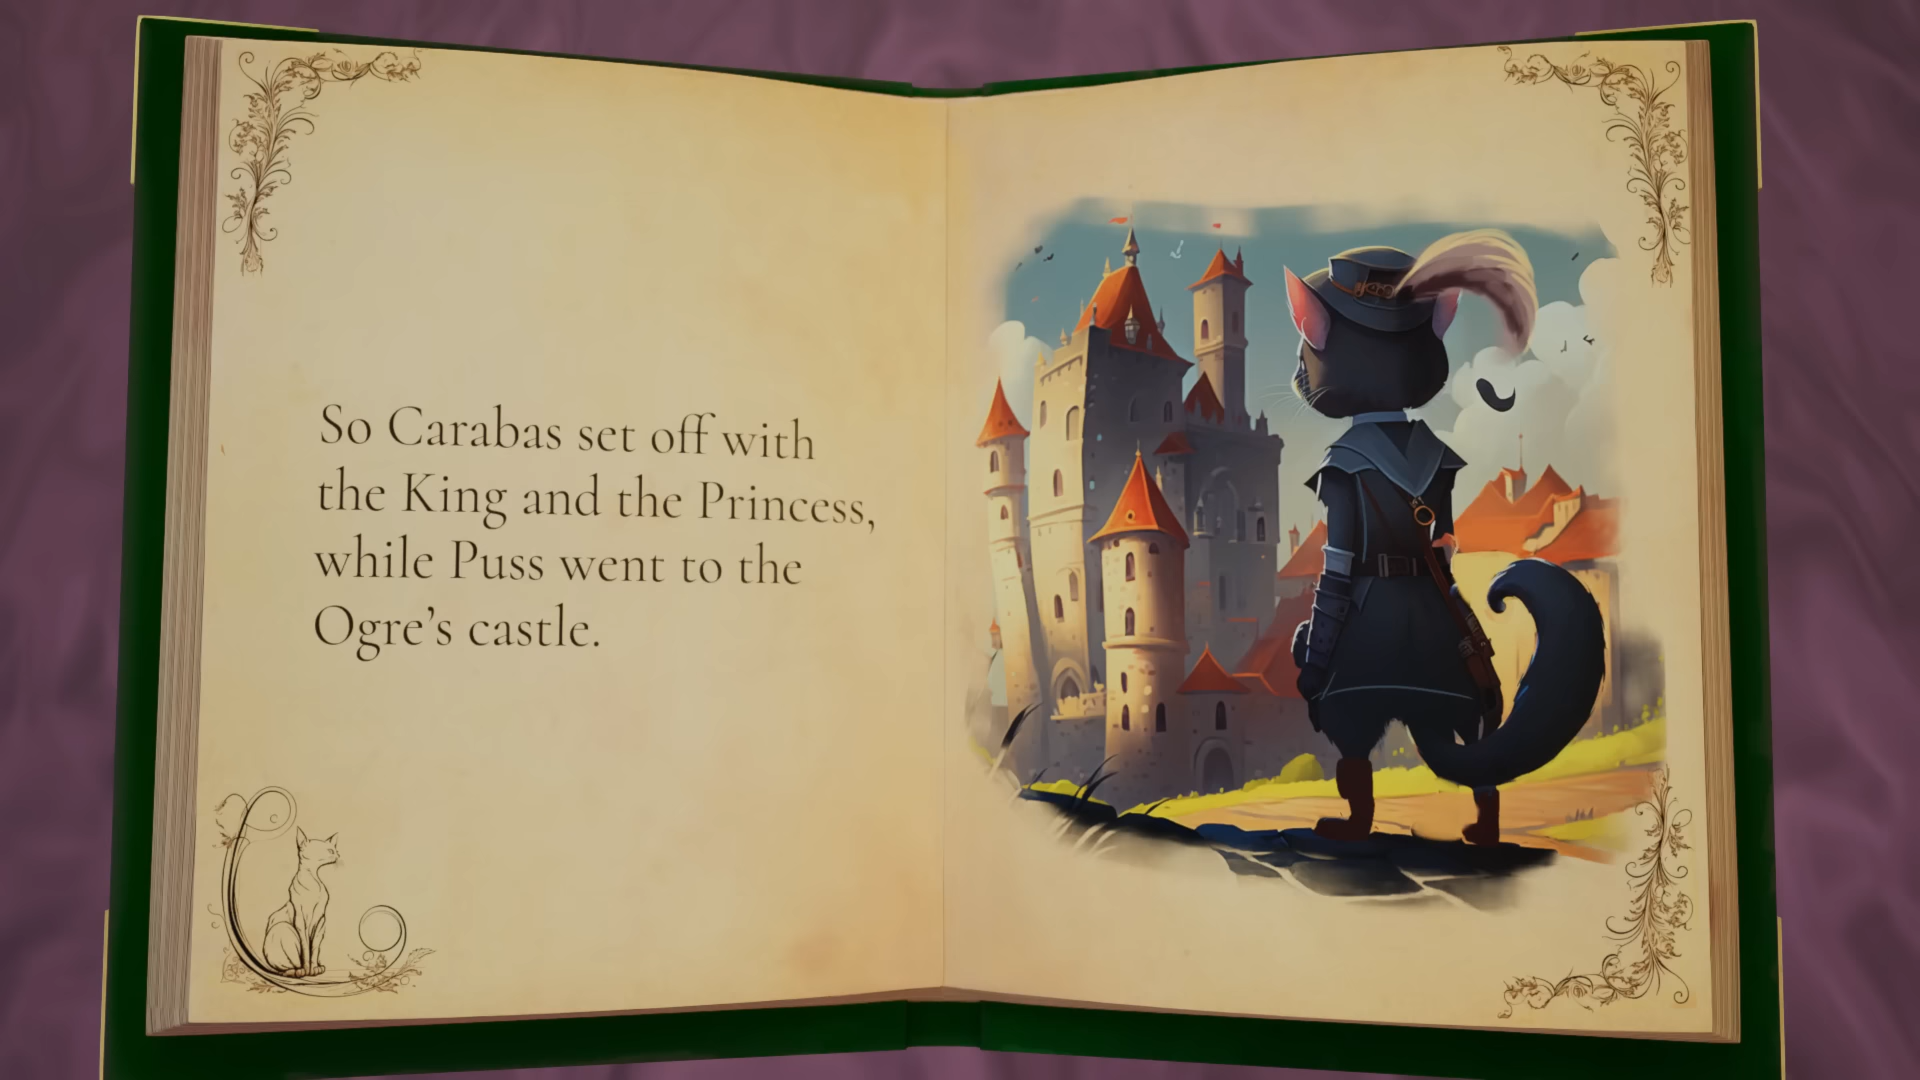 So Carabas set off with
the King and the Princess,
while Puss went to the
Ogre’s castle.